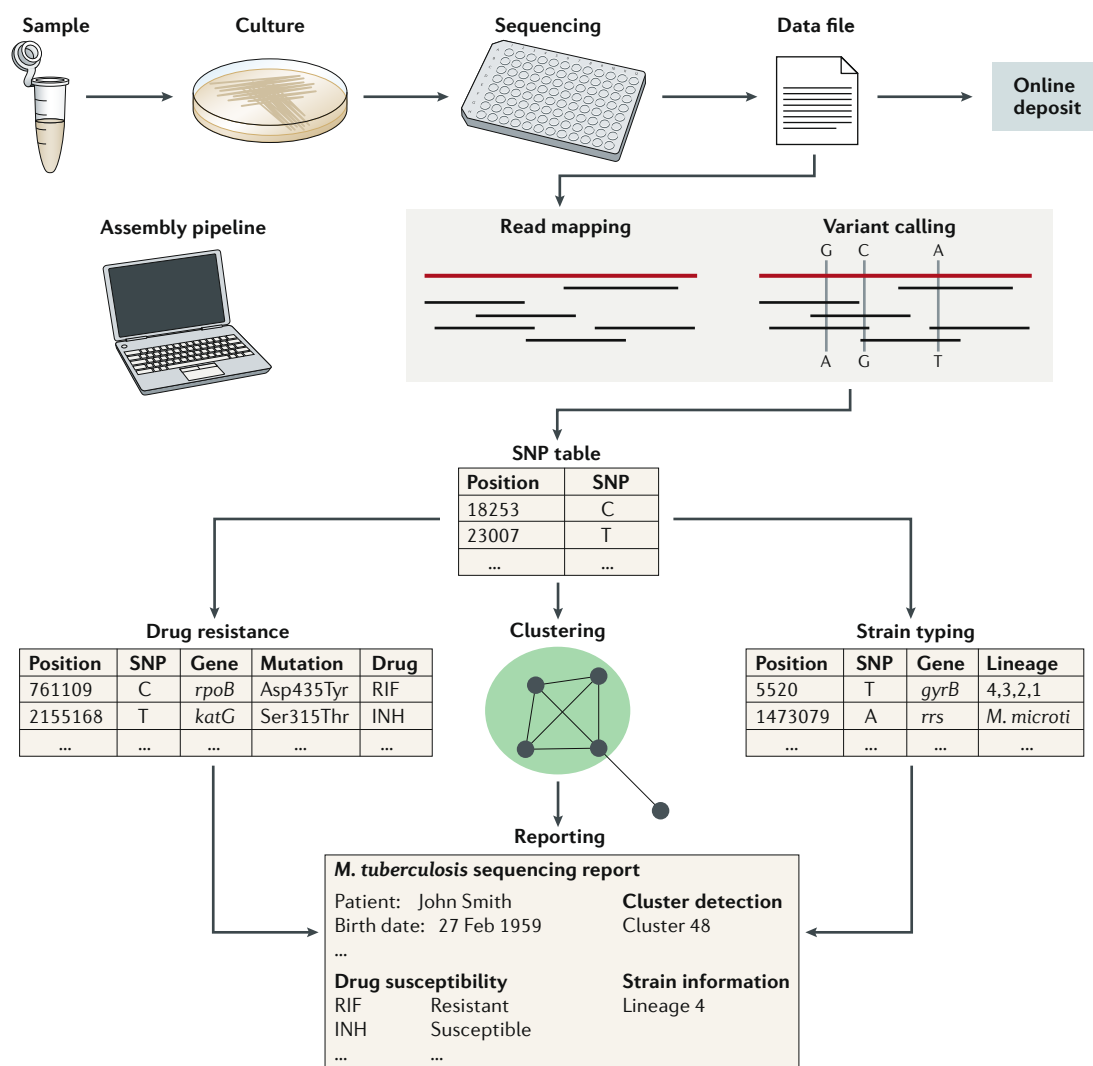 Sample
Culture
Sequencing
Data file
Online
deposit
Assembly pipeline
Read mapping
Variant calling
G C A
A G T
SNP table
Position SNP
18253 C
23007 T
... ...
Drug resistance
Position SNP Gene Mutation Drug
761109 C rpoB Asp435Tyr RIF
2155168 T katG Ser315Thr INH
... ... ... ... ...
Clustering
Strain typing
Position SNP Gene Lineage
5520 T gyrB 4,3,2,1
1473079 A rrs M. microti
... ... ... ...
Reporting
M. tuberculosis sequencing report
Patient: John Smith
Birth date: 27 Feb 1959
...
Cluster detection
Cluster 48
Drug susceptibility
RIF Resistant
INH Susceptible
... ...
Strain information
Lineage 4